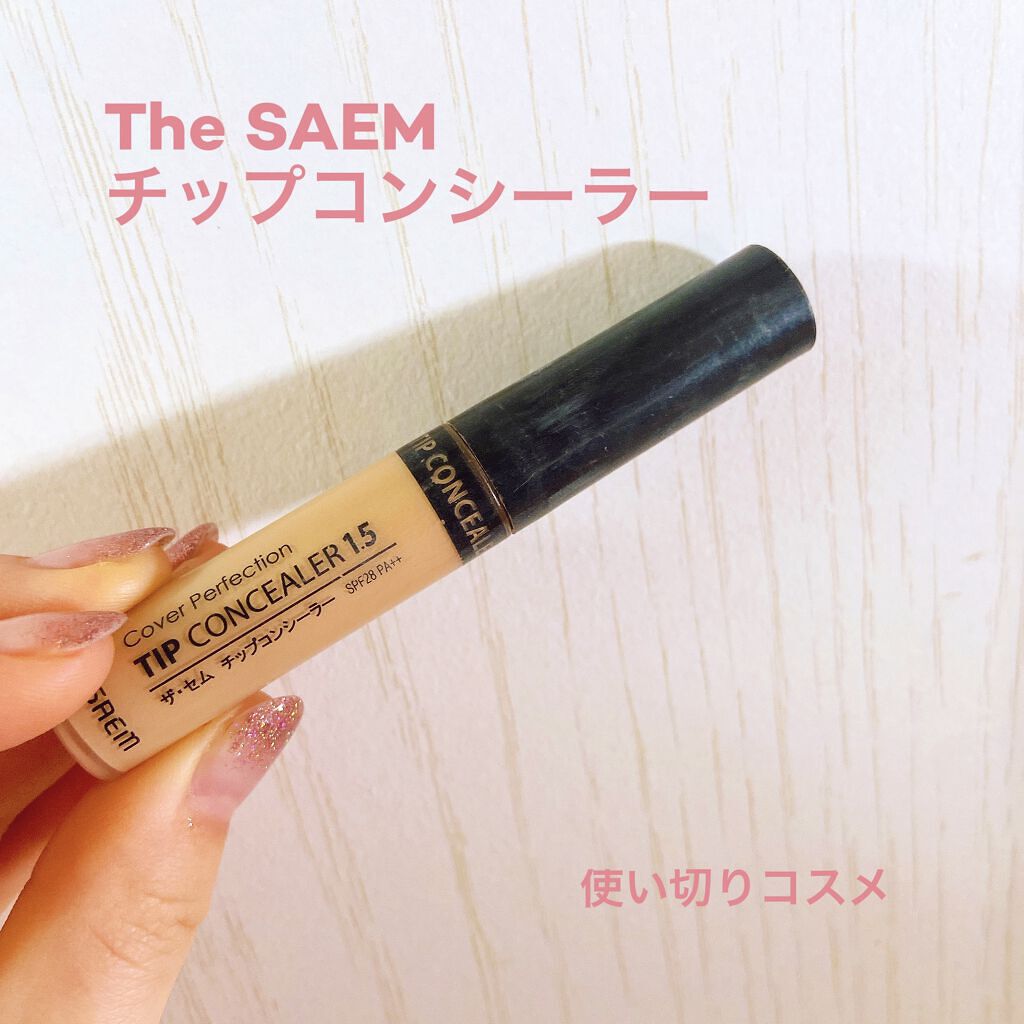 The SAEM
チップコンシーラー
TIP CONCEAL
Cover Perfection
TIP CONCEALER 1.5
ザ・セム チップコンシーラー SPF28 PA++
SAEM
使い切りコスメ